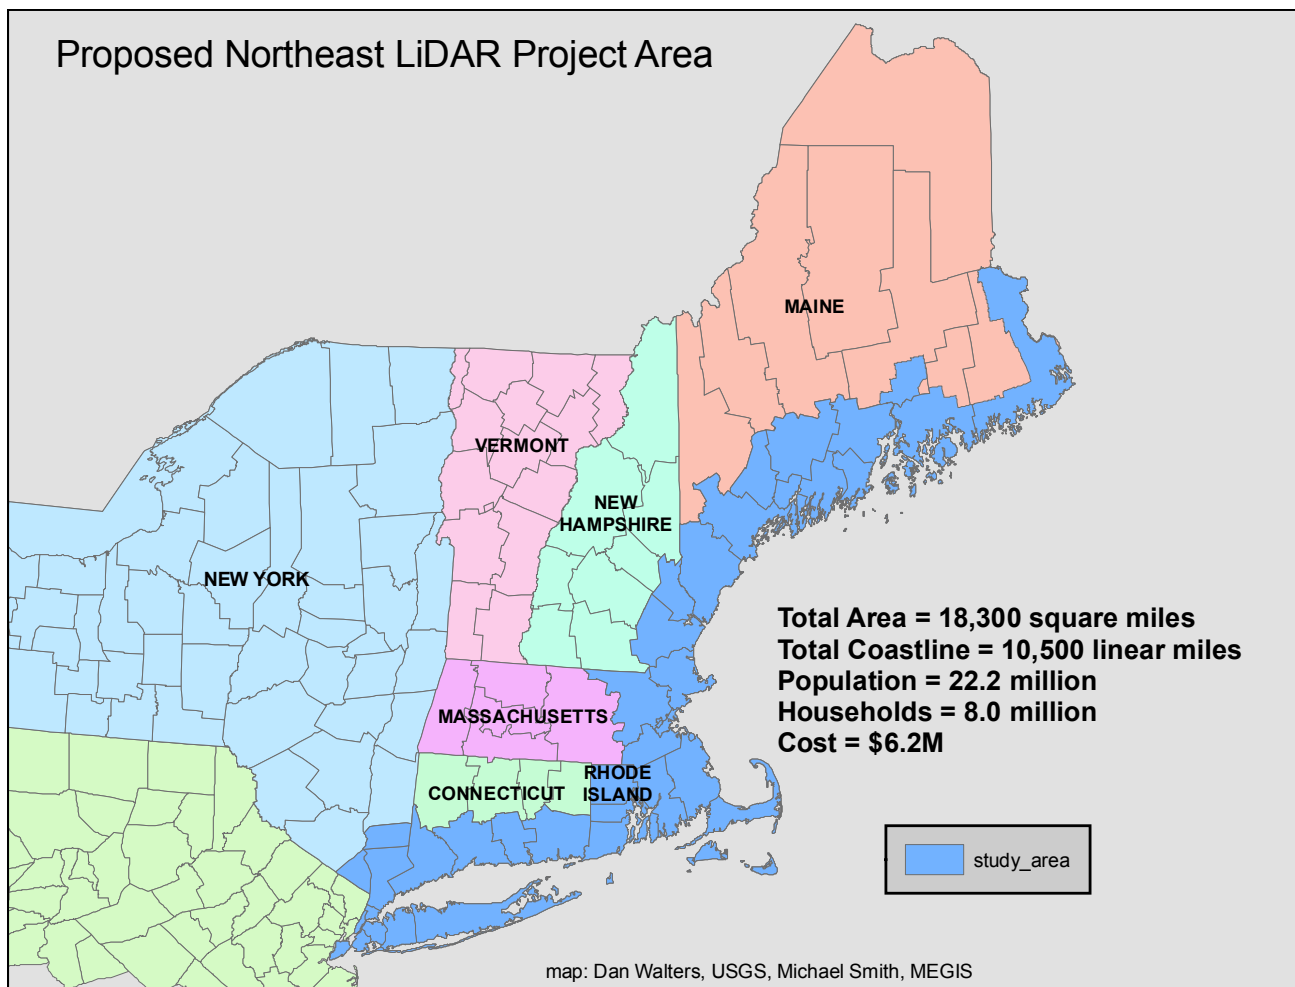 Proposed Northeast LiDAR Project Area
MAINE
VERMONT
NEW
HAMPSHIRE
NEW YORK
Total Area = 18,300 square miles
Total Coastline = 10,500 linear miles
Population = 22.2 million
Households = 8.0 million
Cost = $6.2M
MASSACHUSETTS
RHODE
ISLAND
CONNECTICUT
study_area
map: Dan Walters, USGS, Michael Smith, MEGIS